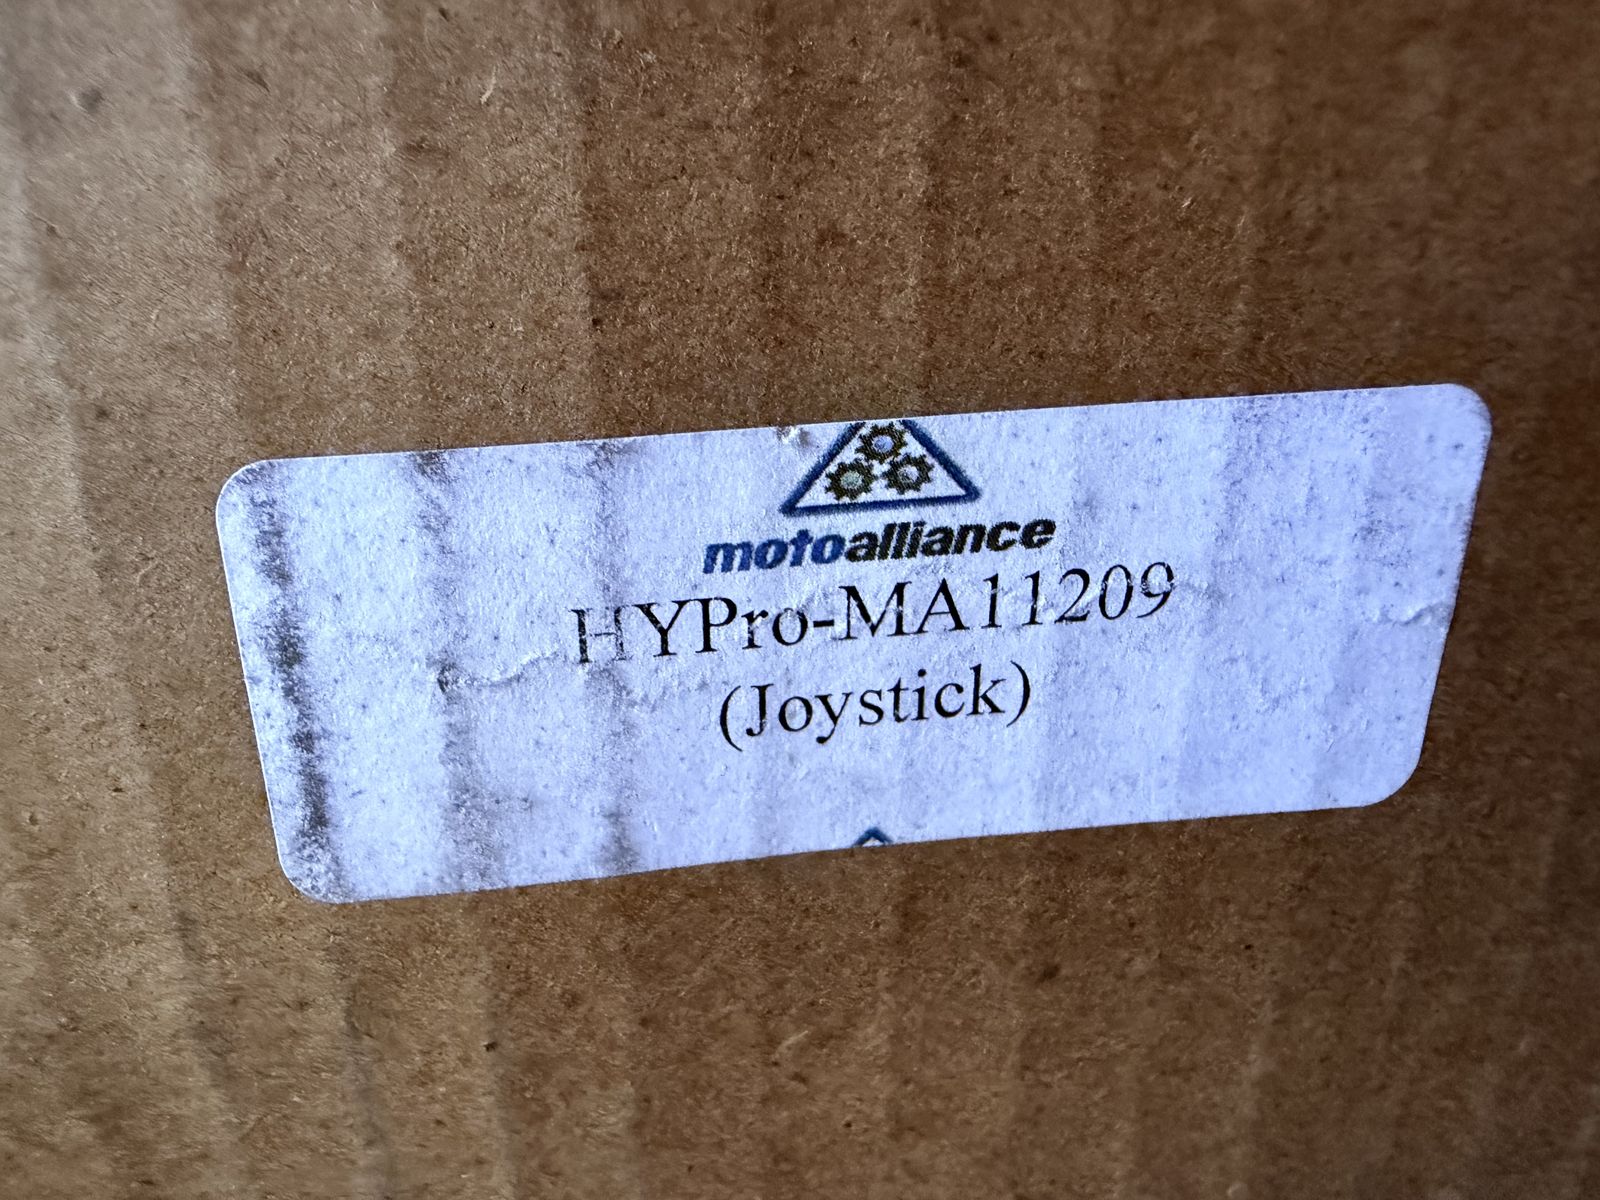 motoalliance
HYPro-MA11209
(Joystick)